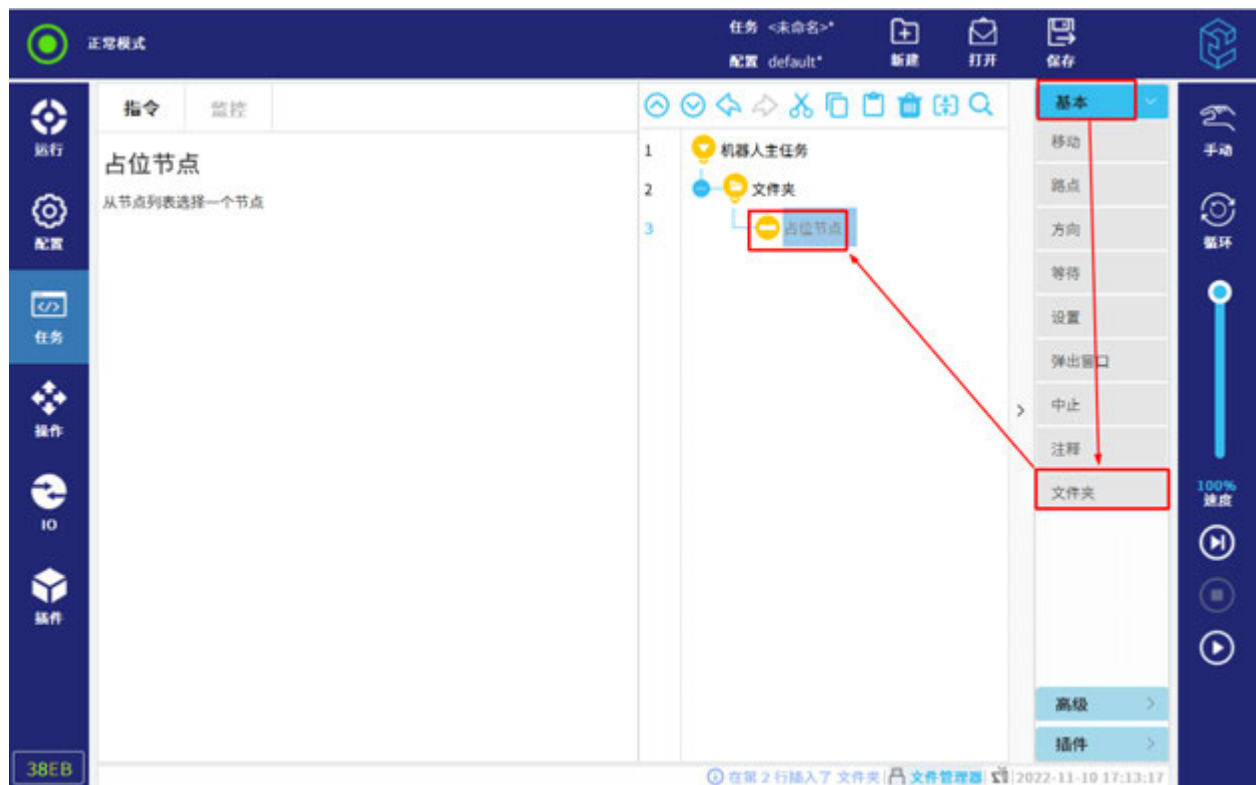 正常模式
任务 <未命名>*
配置 default*
新建
打开
保存
运行
配置
任务
操作
IO
插件
38EB
指令 监控
占位节点
从节点列表选择一个节点
1 机器人主任务
2 文件夹
3 占位节点
基本
移动
路点
方向
等待
设置
弹出窗口
中止
注释
文件夹
高级
插件
手动
循环
100%
速度
在第 2 行插入了 文件夹 文件管理器 2022-11-10 17:13:17